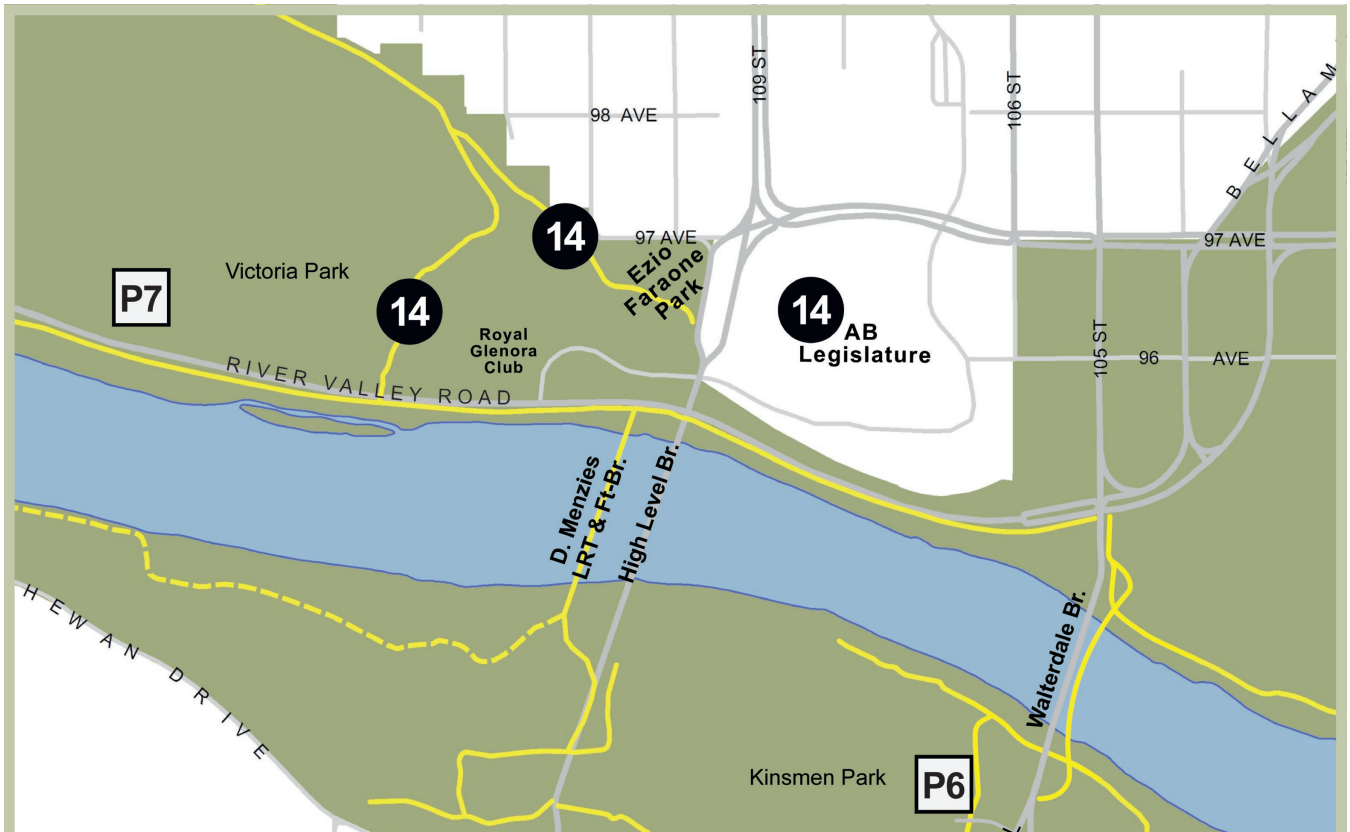 109 ST
98 AVE
106 ST
BELLAM
14
97 AVE
97 AVE
Ezio
Faraone
Park
Victoria Park
P7
14
14
AB
Legislature
Royal
Glenora
Club
105 ST
96 AVE
RIVER VALLEY ROAD
D. Menzies
LRT & Ft-Br.
High Level Br.
Walterdale Br.
HEWAN DRIVE
Kinsmen Park
P6